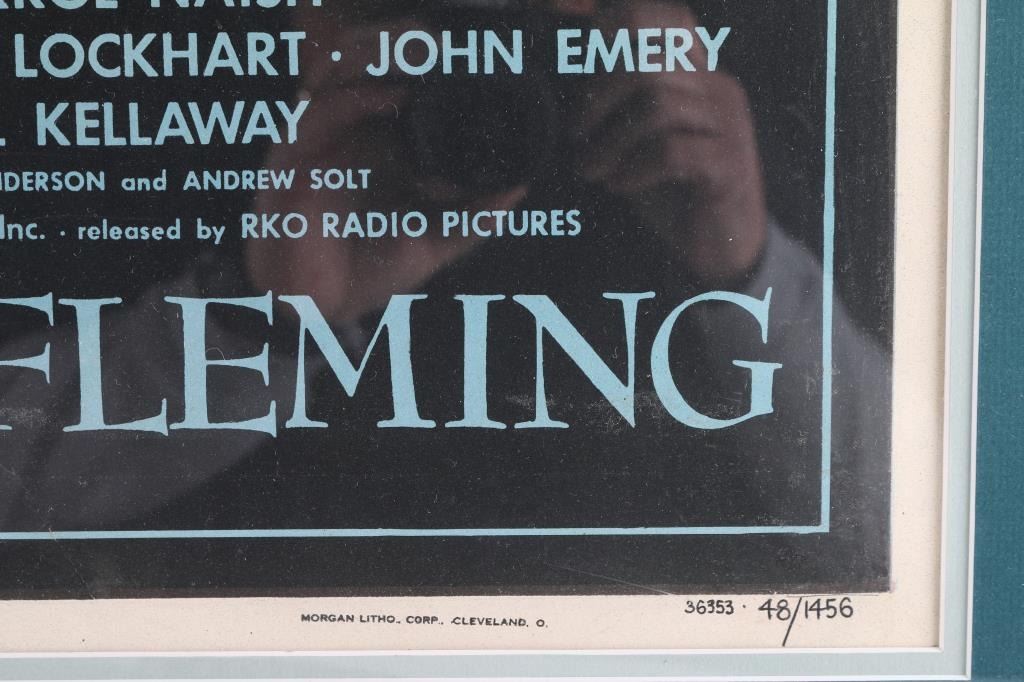 LOCKHART · JOHN EMERY
KELLAWAY
and ANDREW SOLT
Inc. · released by RKO RADIO PICTURES
FLEMING
36353 · 48/1456
MORGAN LITHO., CORP., CLEVELAND, O.